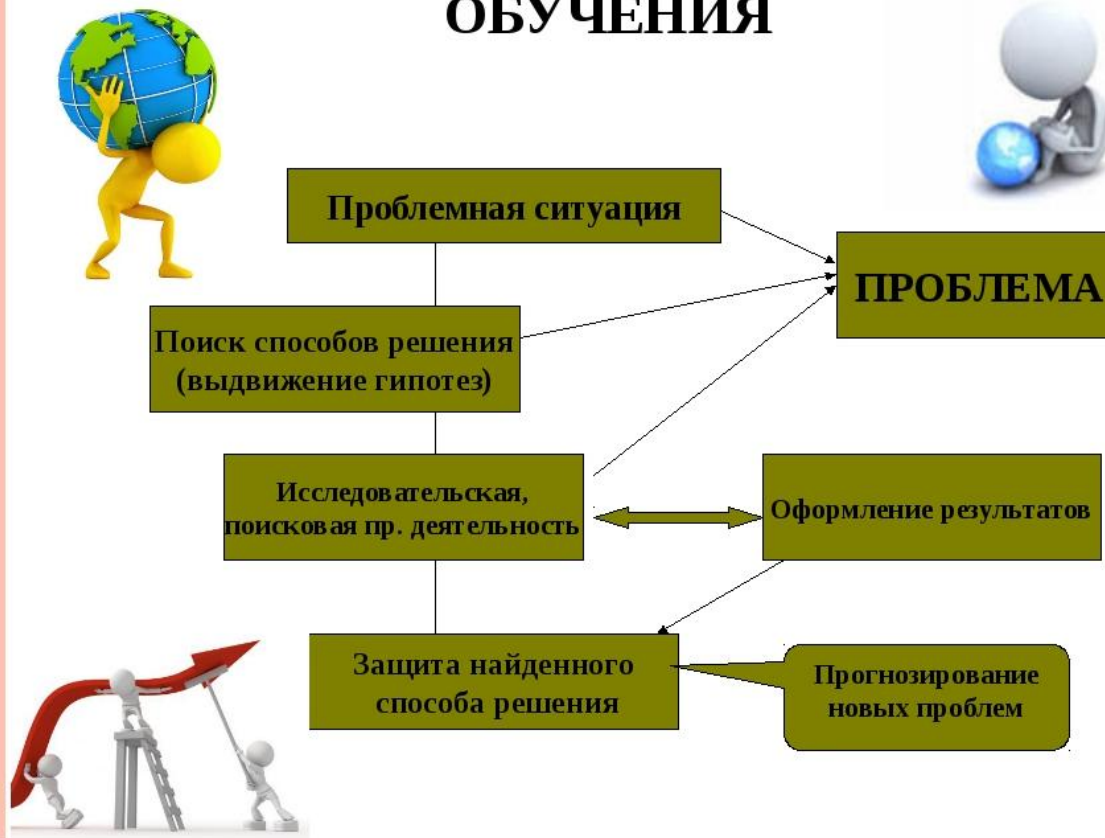 ОБУЧЕНИЯ
Проблемная ситуация
ПРОБЛЕМА
Поиск способов решения
(выдвижение гипотез)
Исследовательская,
поисковая пр. деятельность
Оформление результатов
Защита найденного
способа решения
Прогнозирование
новых проблем